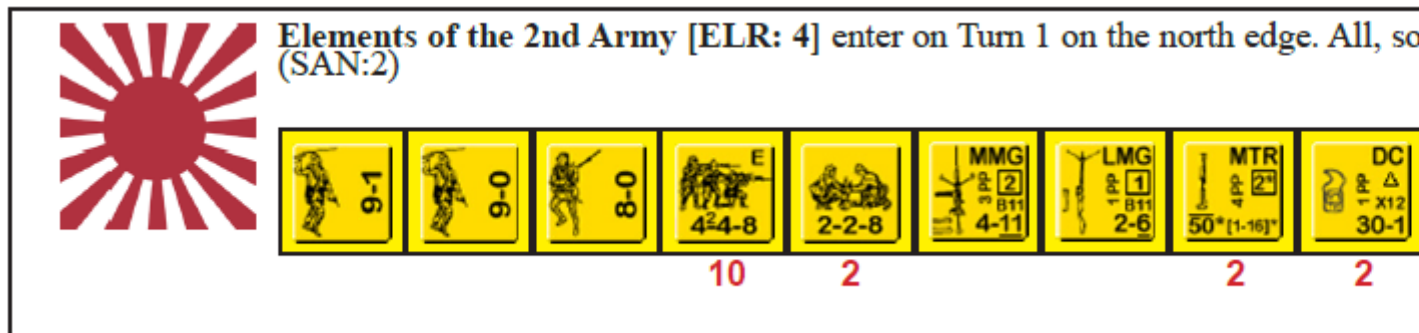 Elements of the 2nd Army [ELR: 4] enter on Turn 1 on the north edge. All, so
(SAN:2)
9-1
9-0
8-0
E
4²4-8
2-2-8
MMG
3 PP
2
B11
4-11
LMG
1 PP
1
B11
2-6
MTR
4 PP
2*
50*[1-16]*
DC
1 PP
X12
30-1
10
2
2
2